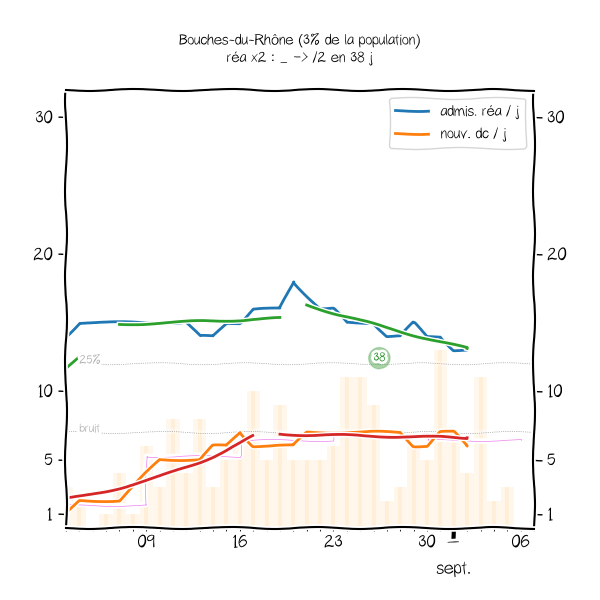 Bouches-du-Rhône (3% de la population)
réa x2 : _ -> /2 en 38 j
admis. réa / j
nouv. dc / j
30
30
20
20
38
25%
10
10
bruit
5
5
1
1
09
16
23
30
06
sept.